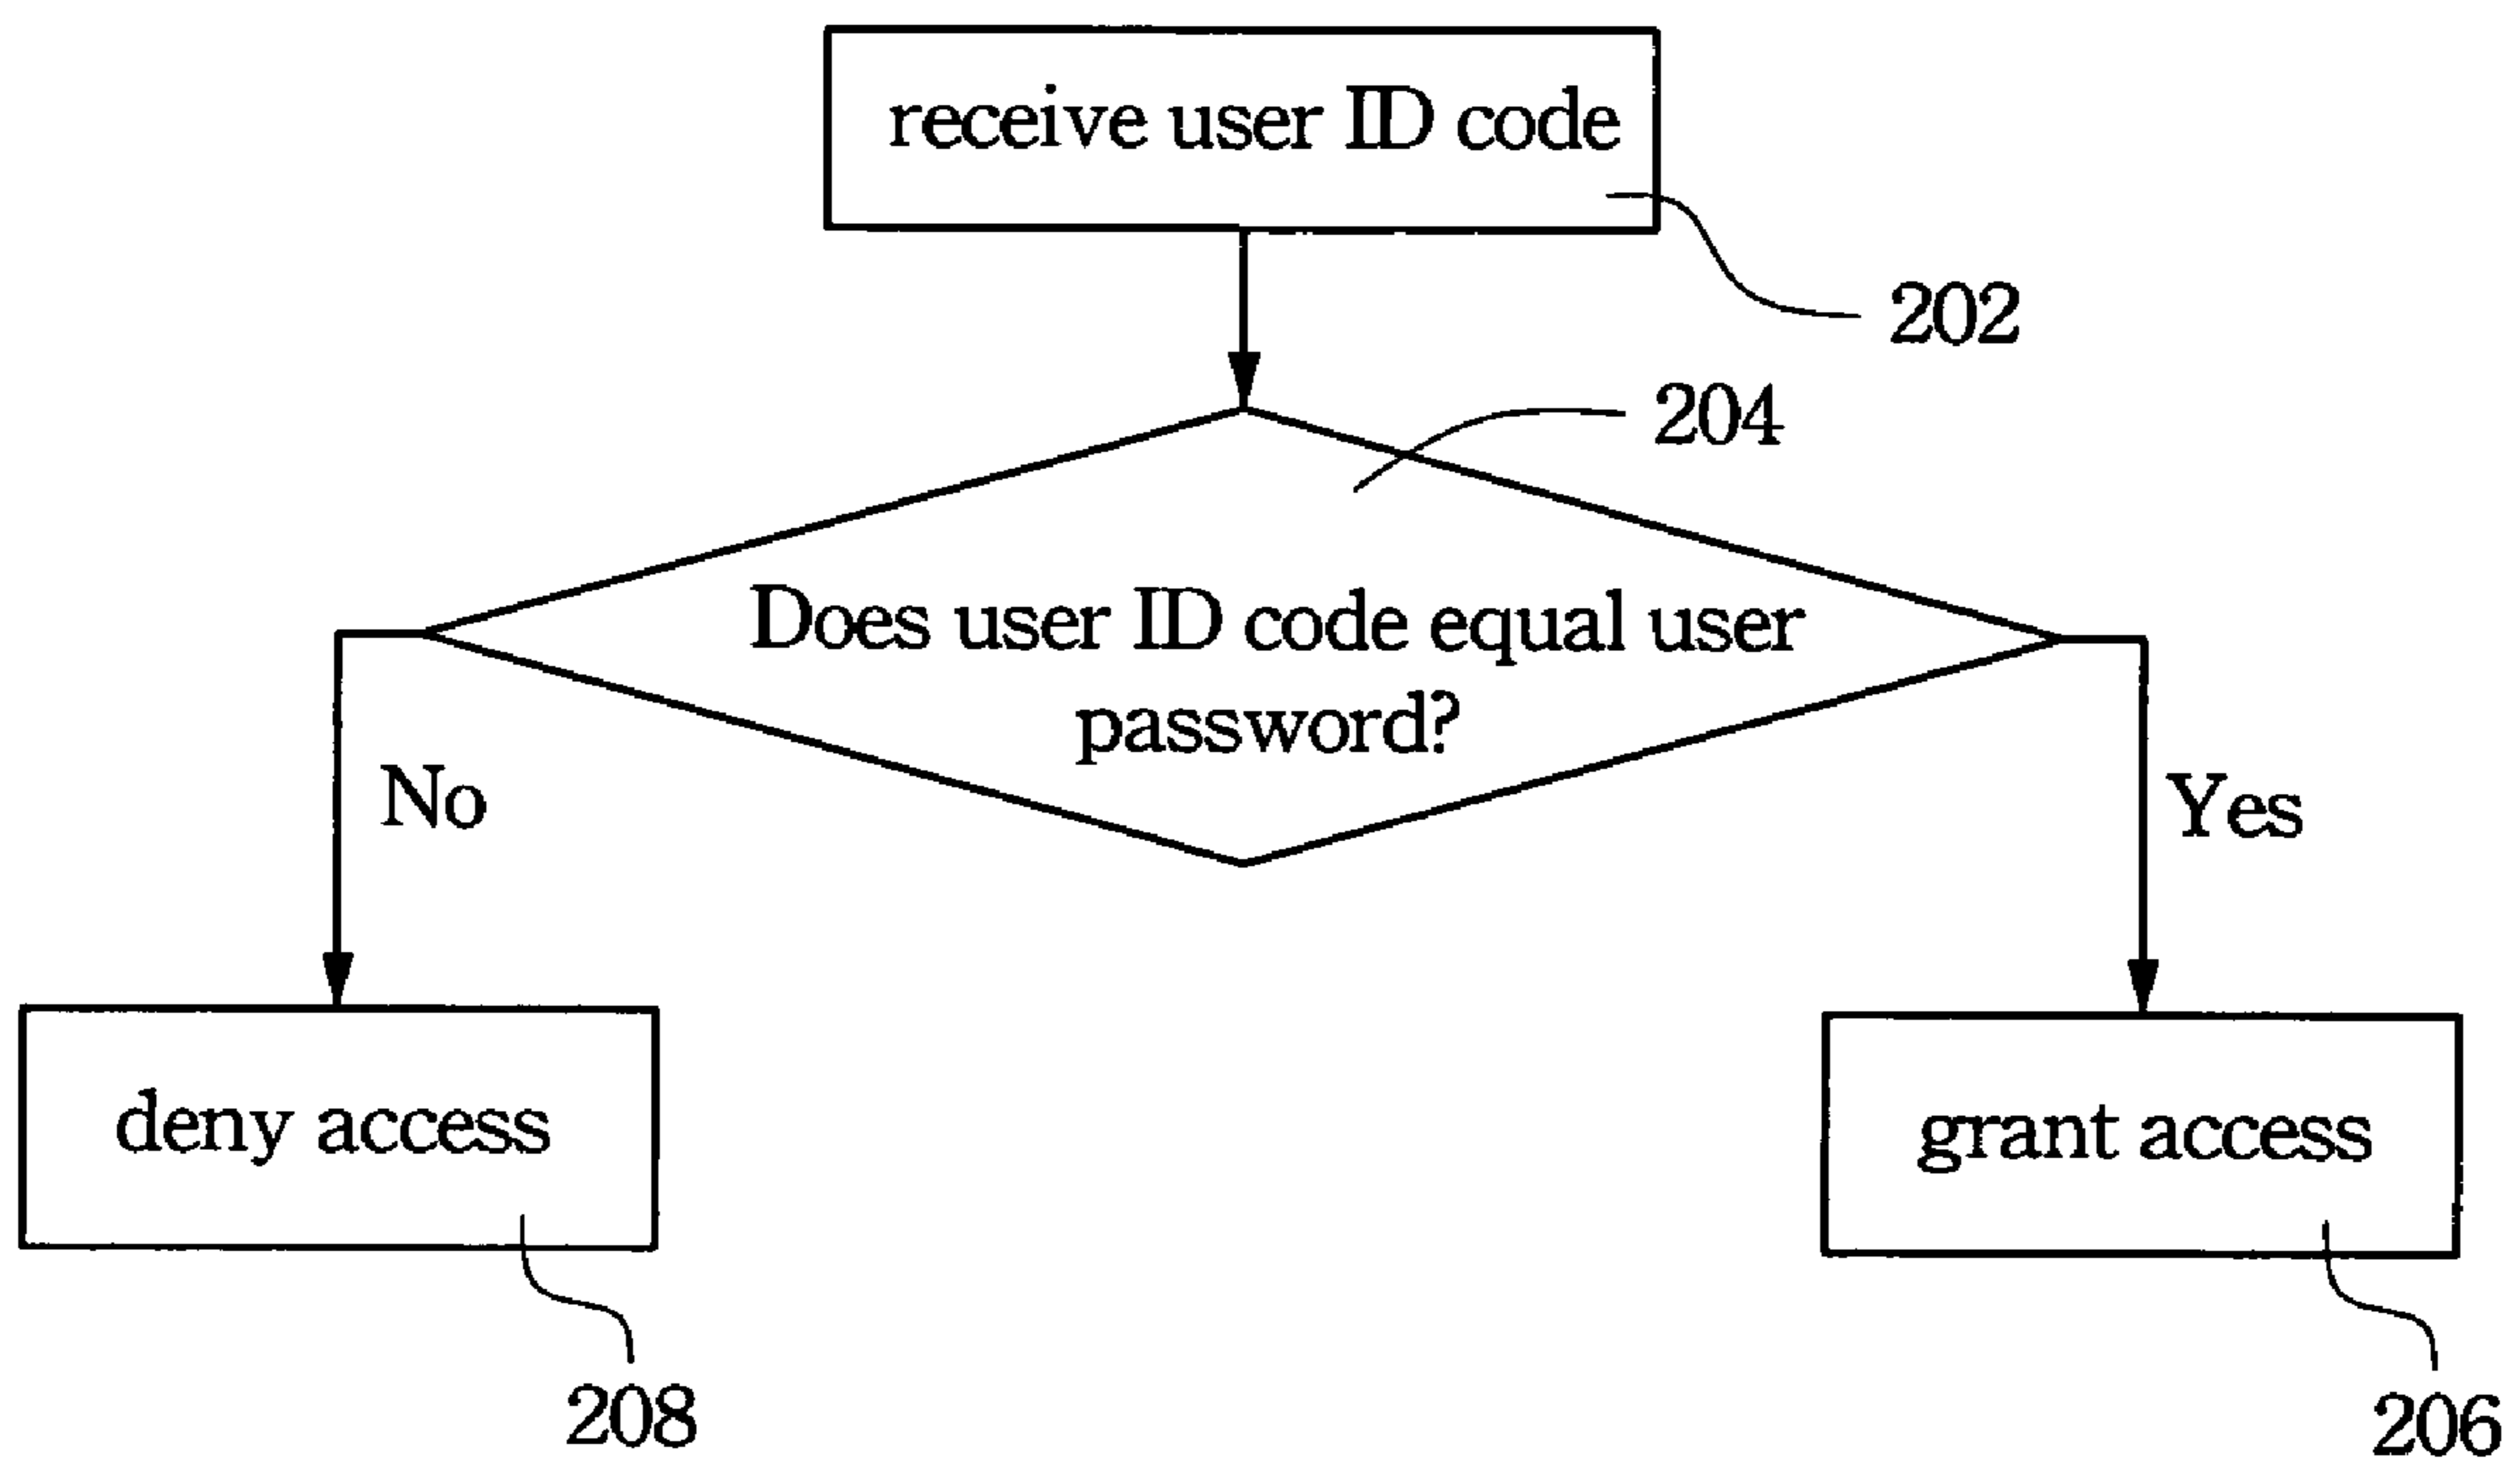 receive user ID code
202
204
Does user ID code equal user
password?
No
Yes
deny access
grant access
208
206